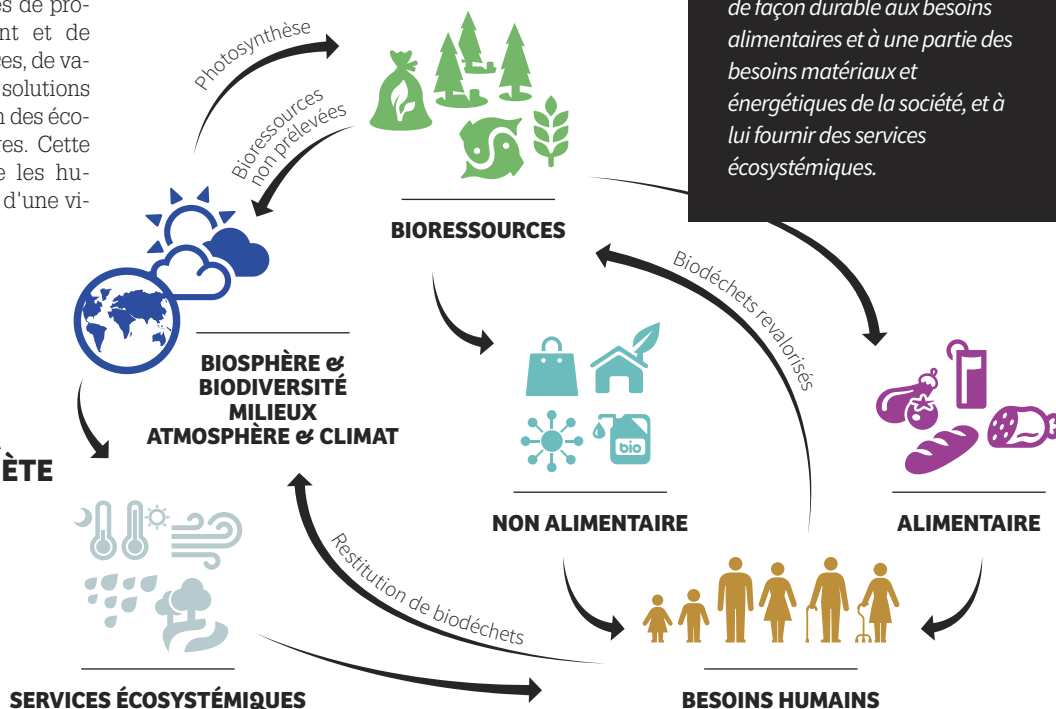 es de pro-
nt et de
ces, de va-
solutions
n des éco-
es. Cette
e les hu-
d'une vi-
de façon durable aux besoins
alimentaires et à une partie des
besoins matériaux et
énergétiques de la société, et à
lui fournir des services
écosystémiques.
Photosynthèse
Bioressources
non prélevées
BIORESSOURCES
Biodéchets revalorisés
BIOSPHÈRE &
BIODIVERSITÉ
MILIEUX
ATMOSPHÈRE & CLIMAT
bio
ÈTE
NON ALIMENTAIRE
ALIMENTAIRE
Restitution de biodéchets
SERVICES ÉCOSYSTÉMIQUES
BESOINS HUMAINS